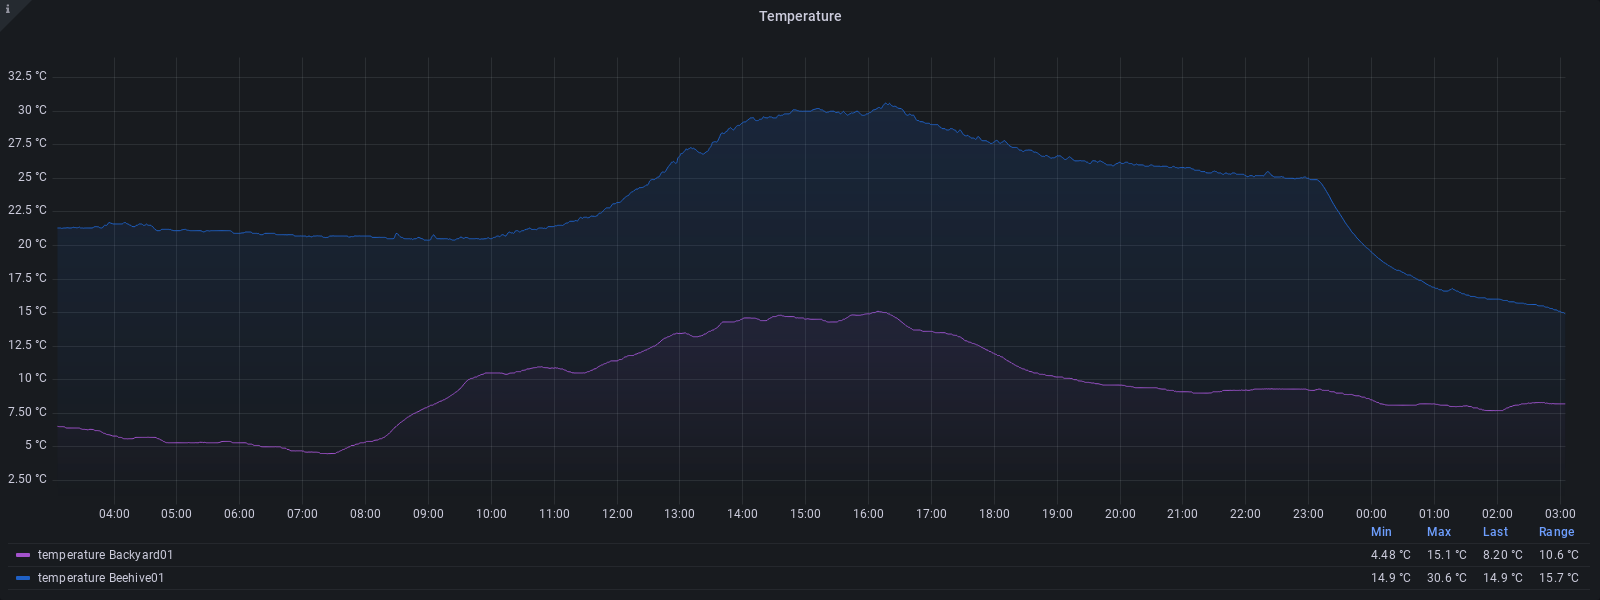 i
Temperature
32.5 °C
30 °C
27.5 °C
25 °C
22.5 °C
20 °C
17.5 °C
15 °C
12.5 °C
10 °C
7.50 °C
5 °C
2.50 °C
04:00 05:00 06:00 07:00 08:00 09:00 10:00 11:00 12:00 13:00 14:00 15:00 16:00 17:00 18:00 19:00 20:00 21:00 22:00 23:00 00:00 01:00 02:00 03:00
Min Max Last Range
temperature Backyard01 4.48 °C 15.1 °C 8.20 °C 10.6 °C
temperature Beehive01 14.9 °C 30.6 °C 14.9 °C 15.7 °C